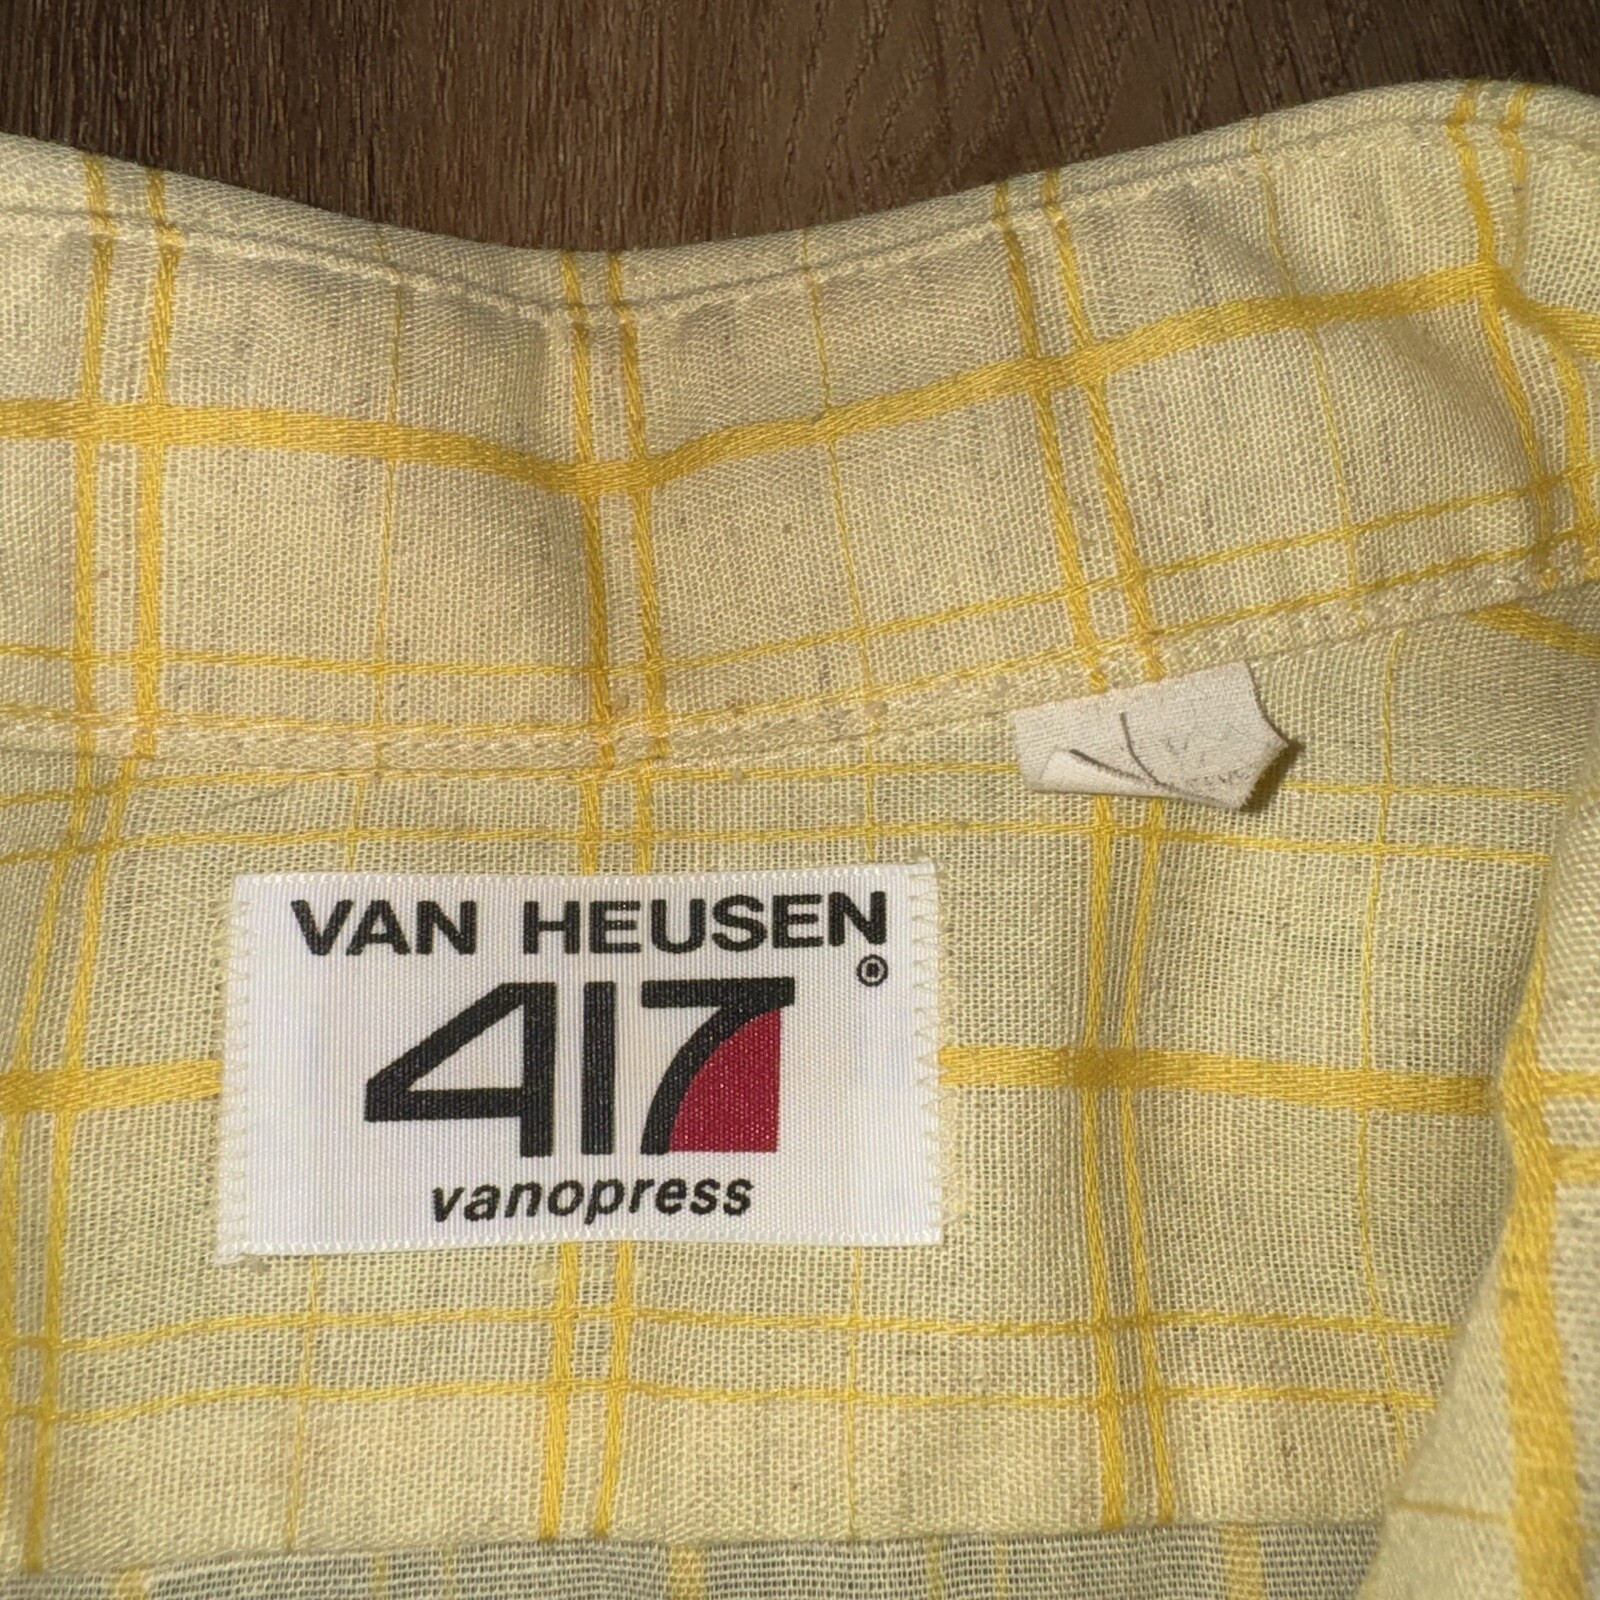 VAN HEUSEN
®
417
vanopress